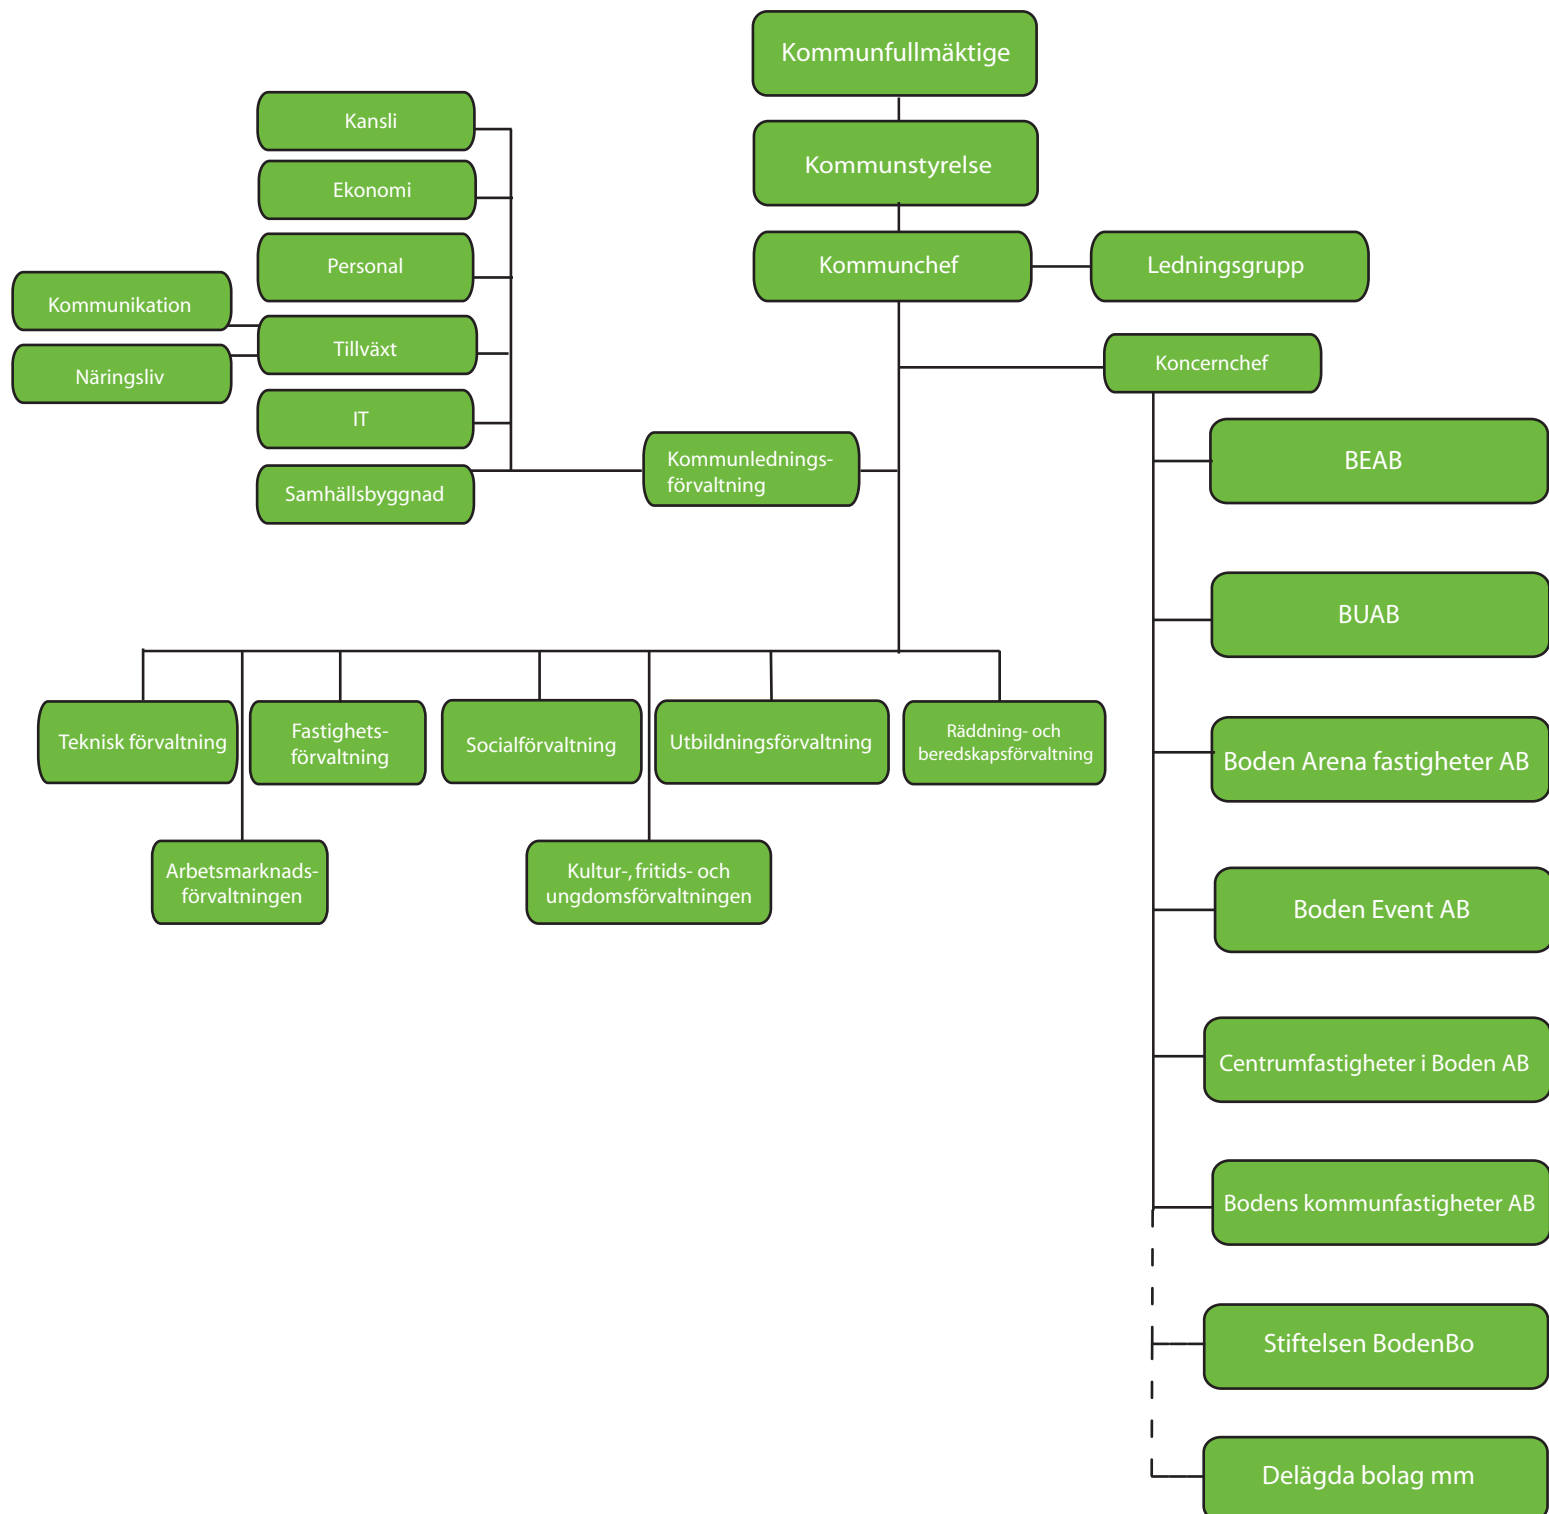 Kommunfullmäktige
Kommunstyrelse
Kommunchef
Ledningsgrupp
Koncernchef
Kansli
Ekonomi
Personal
Tillväxt
IT
Samhällsbyggnad
Kommunikation
Näringsliv
Kommunlednings-
förvaltning
Teknisk förvaltning
Fastighets-
förvaltning
Socialförvaltning
Utbildningsförvaltning
Räddning- och
beredskapsförvaltning
Arbetsmarknads-
förvaltningen
Kultur-, fritids- och
ungdomsförvaltningen
BEAB
BUAB
Boden Arena fastigheter AB
Boden Event AB
Centrumfastigheter i Boden AB
Bodens kommunfastigheter AB
Stiftelsen BodenBo
Delägda bolag mm